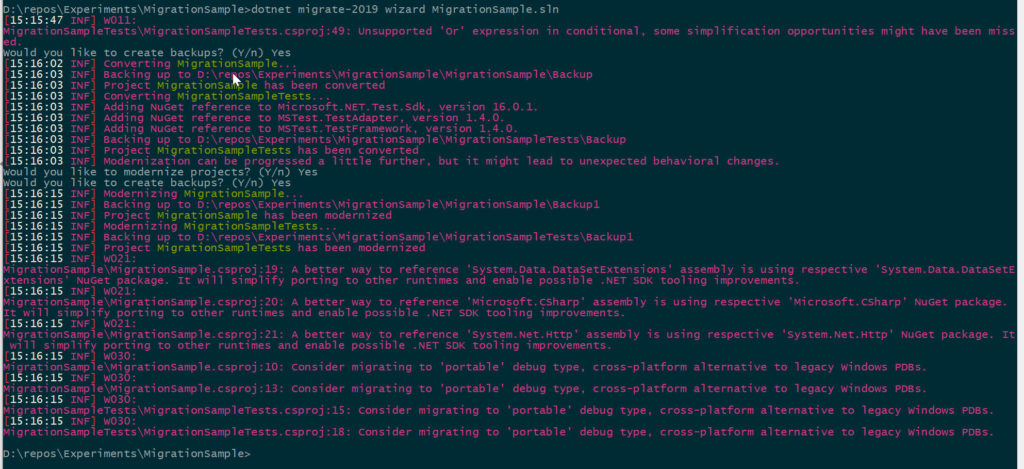 D:\repos\Experiments\MigrationSample>dotnet migrate-2019 wizard MigrationSample.sln
[15:15:47 INF] W011:
MigrationSampleTests\MigrationSampleTests.csproj:49: Unsupported 'Or' expression in conditional, some simplification opportunities might have been miss
ed.
Would you like to create backups? (Y/n) Yes
[15:16:02 INF] Converting MigrationSample...
[15:16:03 INF] Backing up to D:\repos\Experiments\MigrationSample\MigrationSample\Backup
[15:16:03 INF] Project MigrationSample has been converted
[15:16:03 INF] Converting MigrationSampleTests...
[15:16:03 INF] Adding NuGet reference to Microsoft.NET.Test.Sdk, version 16.0.1.
[15:16:03 INF] Adding NuGet reference to MSTest.TestAdapter, version 1.4.0.
[15:16:03 INF] Adding NuGet reference to MSTest.TestFramework, version 1.4.0.
[15:16:03 INF] Backing up to D:\repos\Experiments\MigrationSample\MigrationSampleTests\Backup
[15:16:03 INF] Project MigrationSampleTests has been converted
[15:16:03 INF] Modernization can be progressed a little further, but it might lead to unexpected behavioral changes.
Would you like to modernize projects? (Y/n) Yes
Would you like to create backups? (Y/n) Yes
[15:16:15 INF] Modernizing MigrationSample...
[15:16:15 INF] Backing up to D:\repos\Experiments\MigrationSample\MigrationSample\Backup1
[15:16:15 INF] Project MigrationSample has been modernized
[15:16:15 INF] Modernizing MigrationSampleTests...
[15:16:15 INF] Backing up to D:\repos\Experiments\MigrationSample\MigrationSampleTests\Backup1
[15:16:15 INF] Project MigrationSampleTests has been modernized
[15:16:15 INF] W021:
MigrationSample\MigrationSample.csproj:19: A better way to reference 'System.Data.DataSetExtensions' assembly is using respective 'System.Data.DataSetE
xtensions' NuGet package. It will simplify porting to other runtimes and enable possible .NET SDK tooling improvements.
[15:16:15 INF] W021:
MigrationSample\MigrationSample.csproj:20: A better way to reference 'Microsoft.CSharp' assembly is using respective 'Microsoft.CSharp' NuGet package.
It will simplify porting to other runtimes and enable possible .NET SDK tooling improvements.
[15:16:15 INF] W021:
MigrationSample\MigrationSample.csproj:21: A better way to reference 'System.Net.Http' assembly is using respective 'System.Net.Http' NuGet package. It
will simplify porting to other runtimes and enable possible .NET SDK tooling improvements.
[15:16:15 INF] W030:
MigrationSample\MigrationSample.csproj:10: Consider migrating to 'portable' debug type, cross-platform alternative to legacy Windows PDBs.
[15:16:15 INF] W030:
MigrationSample\MigrationSample.csproj:13: Consider migrating to 'portable' debug type, cross-platform alternative to legacy Windows PDBs.
[15:16:15 INF] W030:
MigrationSampleTests\MigrationSampleTests.csproj:15: Consider migrating to 'portable' debug type, cross-platform alternative to legacy Windows PDBs.
[15:16:15 INF] W030:
MigrationSampleTests\MigrationSampleTests.csproj:18: Consider migrating to 'portable' debug type, cross-platform alternative to legacy Windows PDBs.
D:\repos\Experiments\MigrationSample>